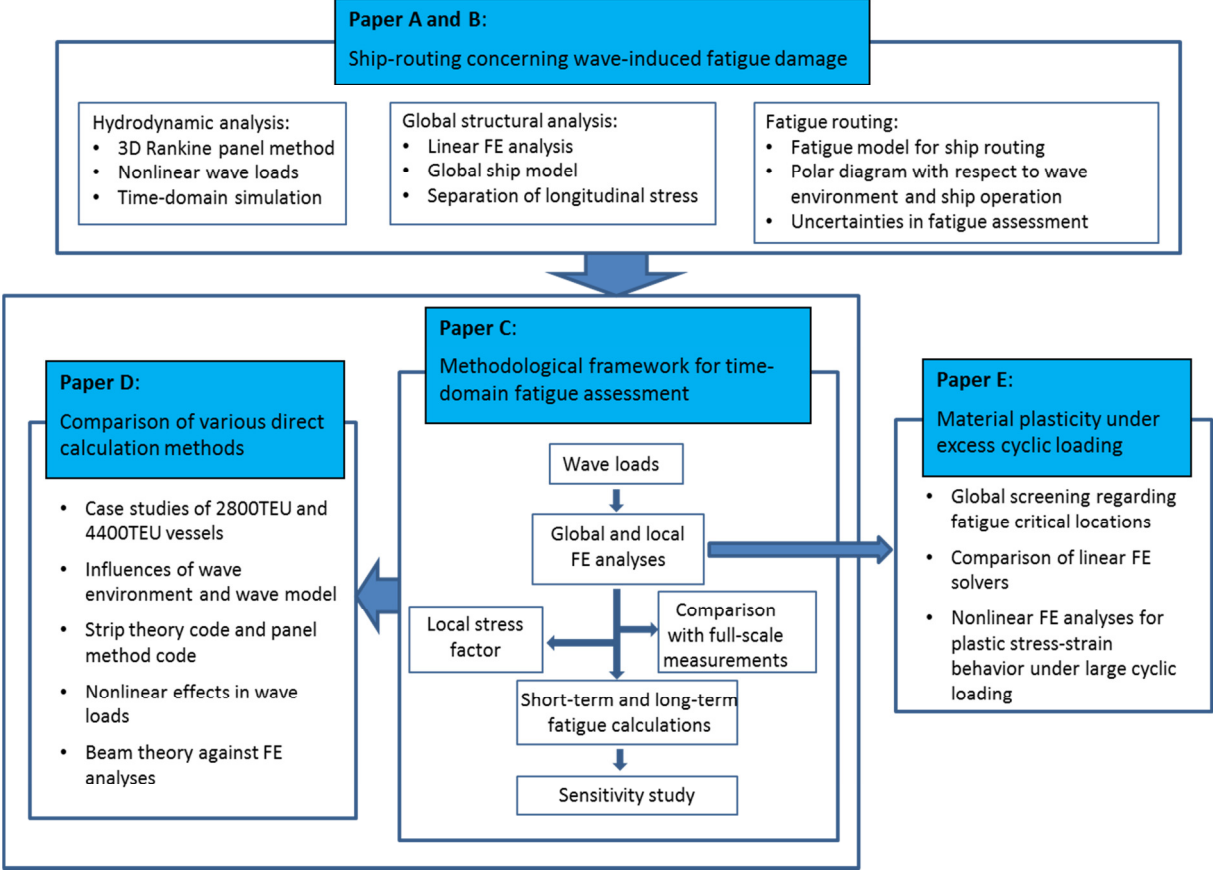 Paper A and B:
Ship-routing concerning wave-induced fatigue damage
Hydrodynamic analysis:
• 3D Rankine panel method
• Nonlinear wave loads
• Time-domain simulation
Global structural analysis:
• Linear FE analysis
• Global ship model
• Separation of longitudinal stress
Fatigue routing:
• Fatigue model for ship routing
• Polar diagram with respect to wave
environment and ship operation
• Uncertainties in fatigue assessment
Paper D:
Comparison of various direct
calculation methods
• Case studies of 2800TEU and
4400TEU vessels
• Influences of wave
environment and wave model
• Strip theory code and panel
method code
• Nonlinear effects in wave
loads
• Beam theory against FE
analyses
Paper C:
Methodological framework for time-
domain fatigue assessment
Wave loads
Global and local
FE analyses
Local stress
factor
Comparison
with full-scale
measurements
Short-term and long-term
fatigue calculations
Sensitivity study
Paper E:
Material plasticity under
excess cyclic loading
• Global screening regarding
fatigue critical locations
• Comparison of linear FE
solvers
• Nonlinear FE analyses for
plastic stress-strain
behavior under large cyclic
loading